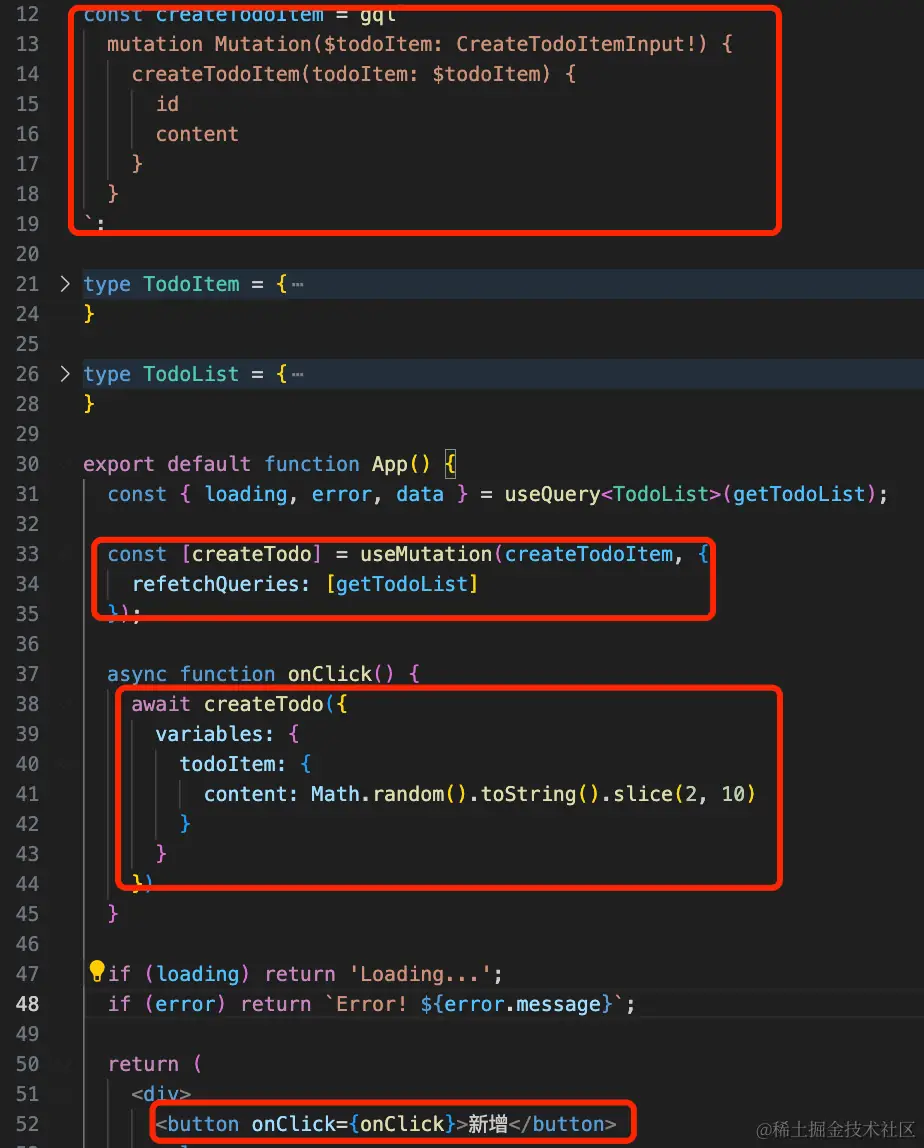 12 const createTodoItem = gql`
13 mutation Mutation($todoItem: CreateTodoItemInput!) {
14 createTodoItem(todoItem: $todoItem) {
15 id
16 content
17 }
18 }
19 `;
20
21 > type TodoItem = { ⋯
24 }
25
26 > type TodoList = { ⋯
28 }
29
30 export default function App() {
31 const { loading, error, data } = useQuery<TodoList>(getTodoList);
32
33 const [createTodo] = useMutation(createTodoItem, {
34 refetchQueries: [getTodoList]
35 });
36
37 async function onClick() {
38 await createTodo({
39 variables: {
40 todoItem: {
41 content: Math.random().toString().slice(2, 10)
42 }
43 }
44 })
45 }
46
47 if (loading) return 'Loading...';
48 if (error) return `Error! ${error.message}`;
49
50 return (
51 <div>
52 <button onClick={onClick}>新增</button>
@稀土掘金技术社区